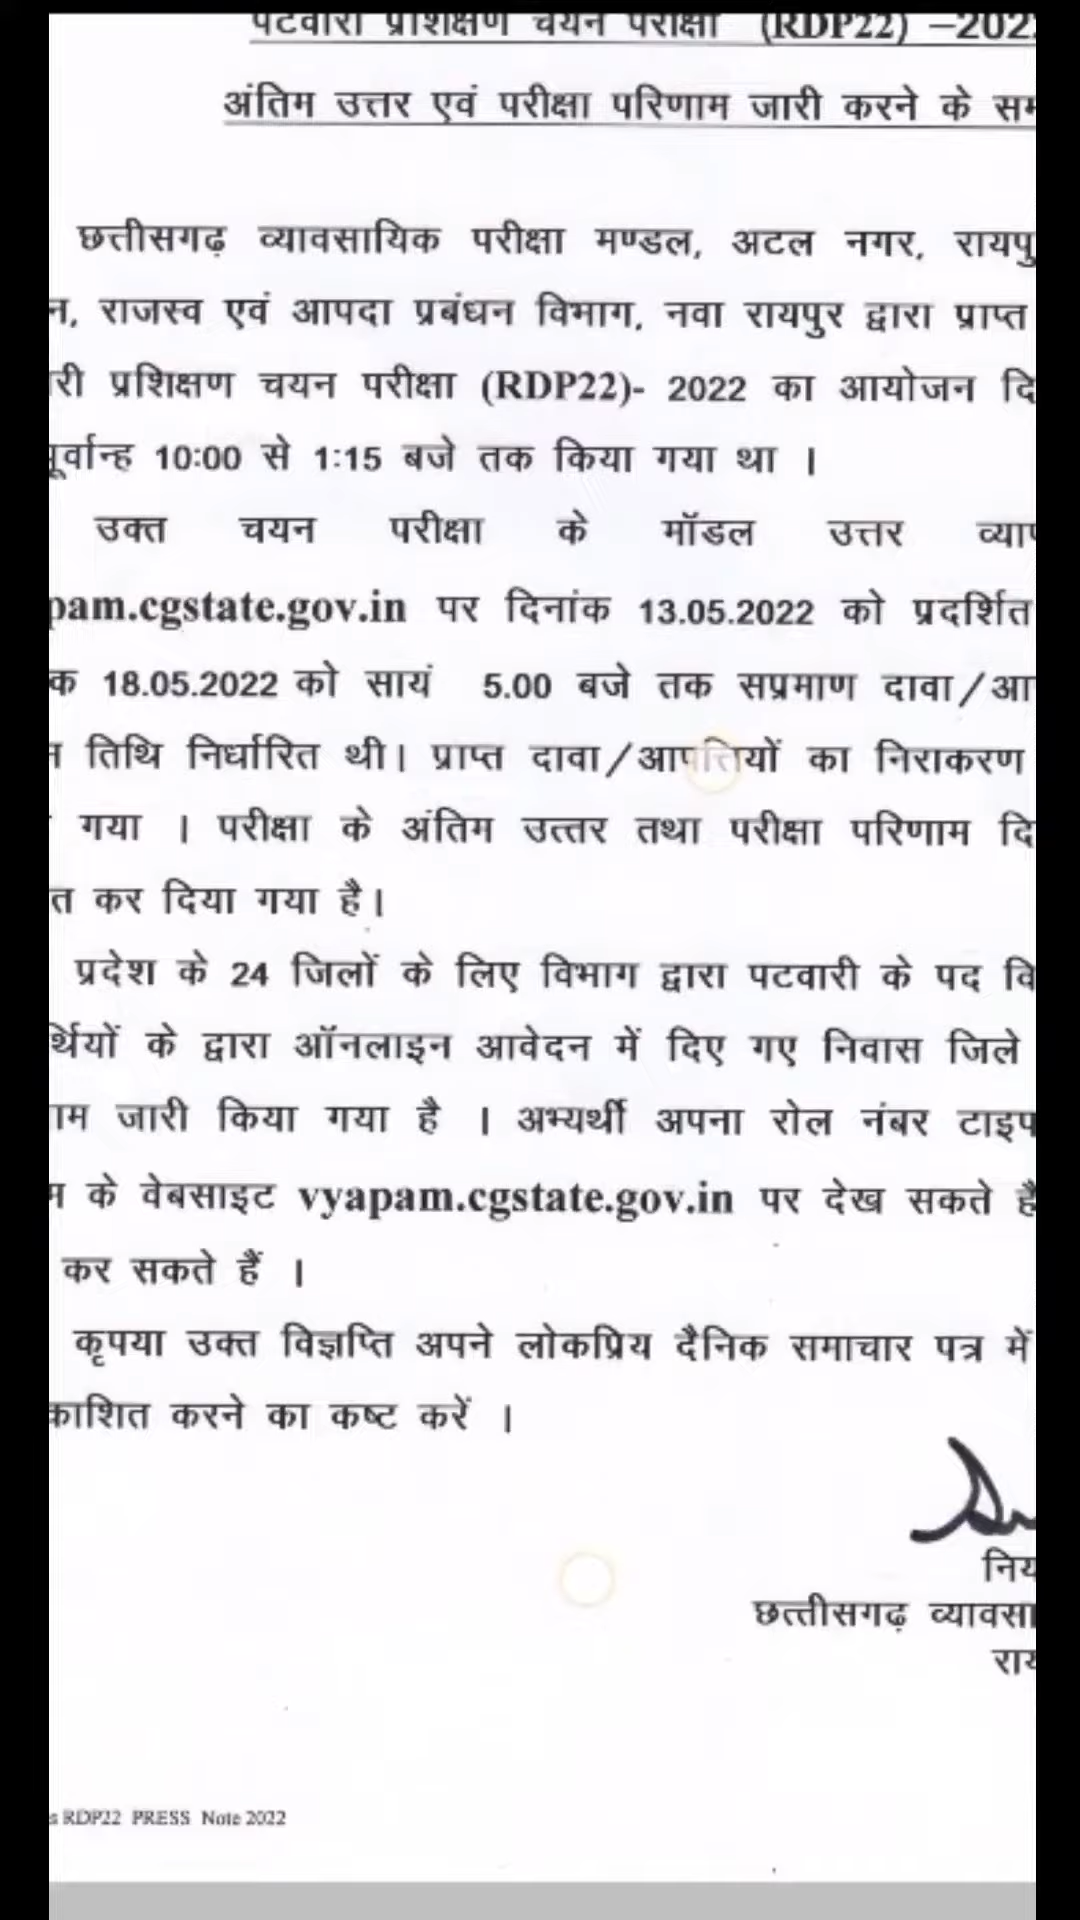 पटवारी प्रशिक्षण चयन परीक्षा (RDP22) –202
अंतिम उत्तर एवं परीक्षा परिणाम जारी करने के
छत्तीसगढ़ व्यावसायिक परीक्षा मण्डल, अटल नगर, रायपु
न, राजस्व एवं आपदा प्रबंधन विभाग, नवा रायपुर द्वारा प्राप्त
री प्रशिक्षण चयन परीक्षा (RDP22)- 2022 का आयोजन दि
पूर्वान्ह 10:00 से 1:15 बजे तक किया गया था ।
उक्त चयन परीक्षा के मॉडल उत्तर व्याप
pam.cgstate.gov.in पर दिनांक 13.05.2022 को प्रदर्शित
क 18.05.2022 को सायं 5.00 बजे तक सप्रमाण दावा/आ
तिथि निर्धारित थी। प्राप्त दावा/आपत्तियों का निराकरण
गया । परीक्षा के अंतिम उत्तर तथा परीक्षा परिणाम दि
त कर दिया गया है।
प्रदेश के 24 जिलों के लिए विभाग द्वारा पटवारी के पद वि
र्थियों के द्वारा ऑनलाइन आवेदन में दिए गए निवास जिले
ाम जारी किया गया है । अभ्यर्थी अपना रोल नंबर टाइप
म के वेबसाइट vyapam.cgstate.gov.in पर देख सकते हैं
कर सकते हैं ।
कृपया उक्त विज्ञप्ति अपने लोकप्रिय दैनिक समाचार पत्र में
काशित करने का कष्ट करें ।
निय
छत्तीसगढ़ व्यावसा
राय
s RDP22 PRESS Note 2022